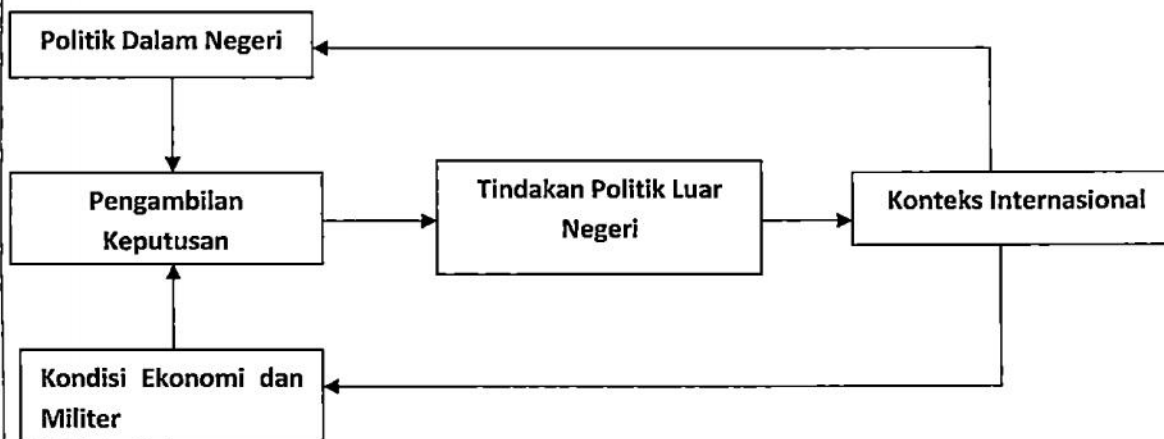 Politik Dalam Negeri
Pengambilan
Keputusan
Tindakan Politik Luar
Negeri
Konteks Internasional
Kondisi Ekonomi dan
Militer